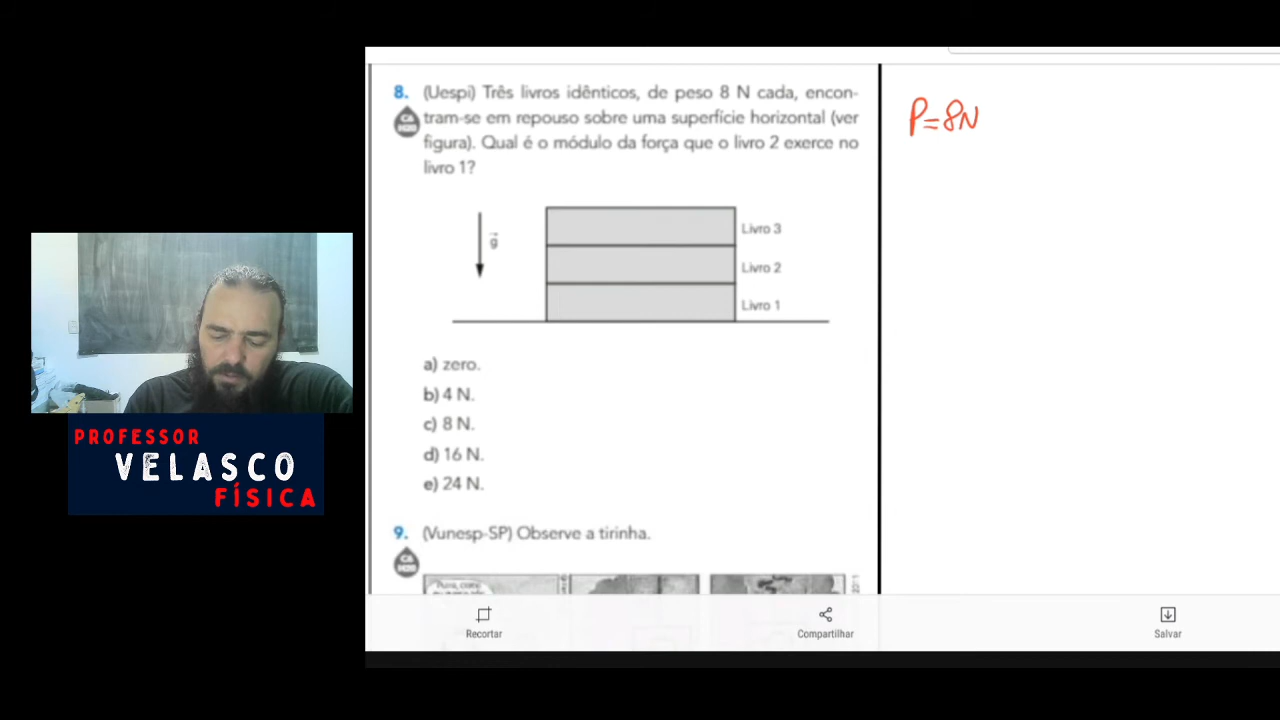 8. (Uespi) Três livros idênticos, de peso 8 N cada, encon-
tram-se em repouso sobre uma superfície horizontal (ver
figura). Qual é o módulo da força que o livro 2 exerce no
livro 1?
P=8N
g
Livro 3
Livro 2
Livro 1
a) zero.
b) 4 N.
c) 8 N.
d) 16 N.
e) 24 N.
PROFESSOR
VELASCO
FÍSICA
9. (Vunesp-SP) Observe a tirinha.
Recortar
Compartilhar
Salvar